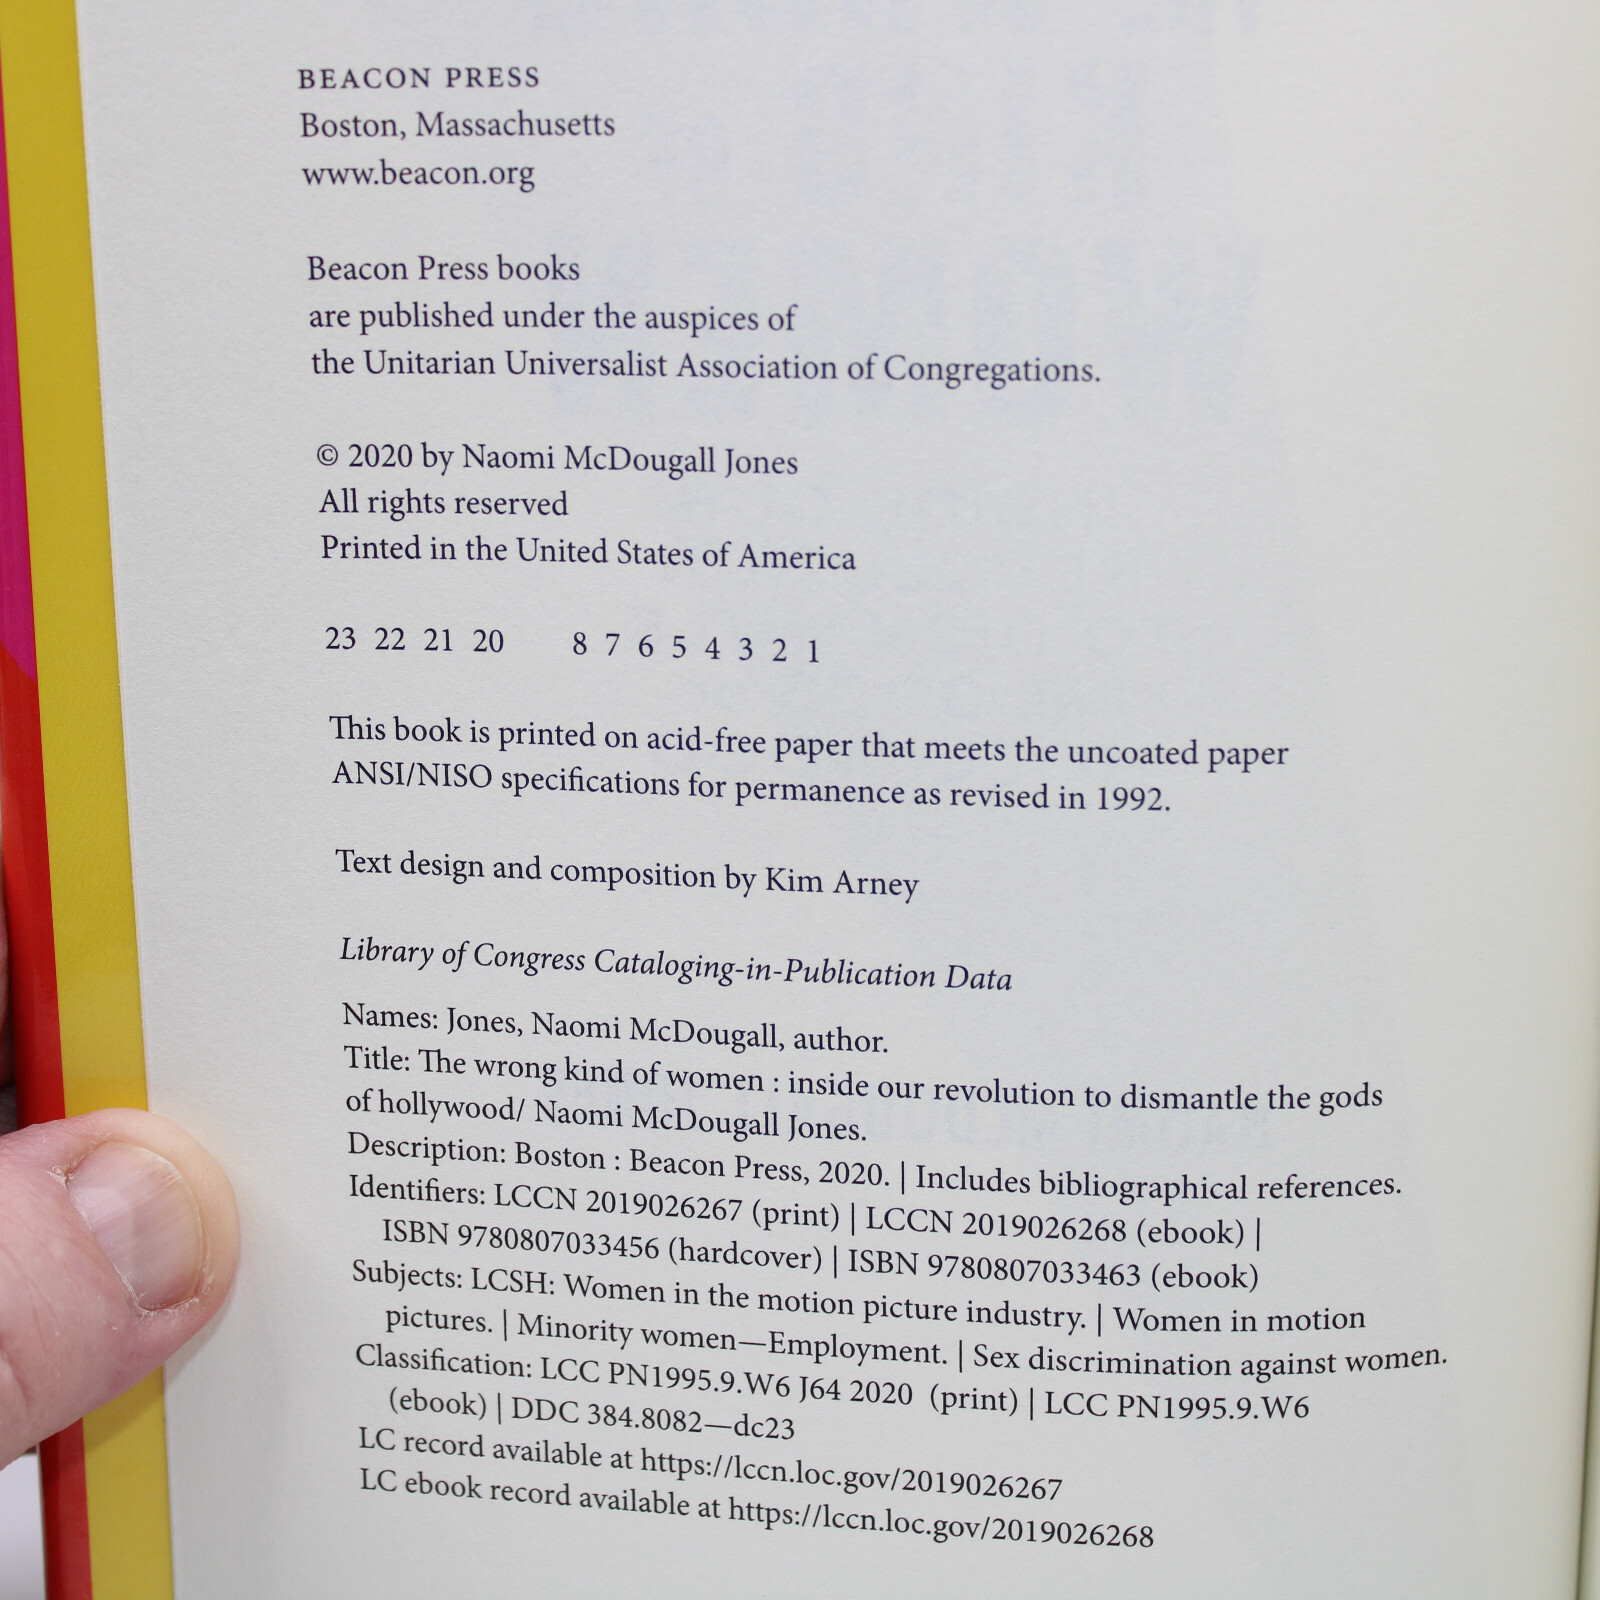 BEACON PRESS
Boston, Massachusetts
www.beacon.org
Beacon Press books
are published under the auspices of
the Unitarian Universalist Association of Congregations.
© 2020 by Naomi McDougall Jones
All rights reserved
Printed in the United States of America
23 22 21 20 8 7 6 5 4 3 2 1
This book is printed on acid-free paper that meets the uncoated paper
ANSI/NISO specifications for permanence as revised in 1992.
Text design and composition by Kim Arney
Library of Congress Cataloging-in-Publication Data
Names: Jones, Naomi McDougall, author.
Title: The wrong kind of women : inside our revolution to dismantle the gods
of hollywood/ Naomi McDougall Jones.
Description: Boston : Beacon Press, 2020. | Includes bibliographical references.
Identifiers: LCCN 2019026267 (print) | LCCN 2019026268 (ebook) |
ISBN 9780807033456 (hardcover) | ISBN 9780807033463 (ebook)
Subjects: LCSH: Women in the motion picture industry. | Women in motion
pictures. | Minority women—Employment. | Sex discrimination against women.
Classification: LCC PN1995.9.W6 J64 2020 (print) | LCC PN1995.9.W6
(ebook) | DDC 384.8082—dc23
LC record available at https://lccn.loc.gov/2019026267
LC ebook record available at https://lccn.loc.gov/2019026268